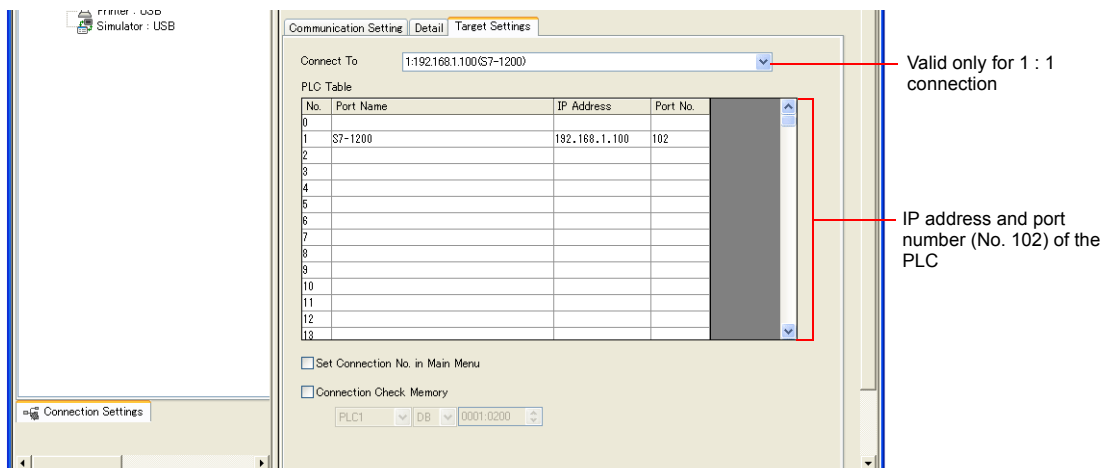 Printer : USB
Simulator : USB
Communication Setting Detail Target Settings
Connect To 1:192.168.1.100(S7-1200)
Valid only for 1 : 1
connection
PLC Table
No. Port Name IP Address Port No.
0
1 S7-1200 192.168.1.100 102
2
3
4
5
6
7
8
9
10
11
12
13
IP address and port
number (No. 102) of the
PLC
Set Connection No. in Main Menu
Connection Check Memory
PLC1 DB 0001:0200
Connection Settings